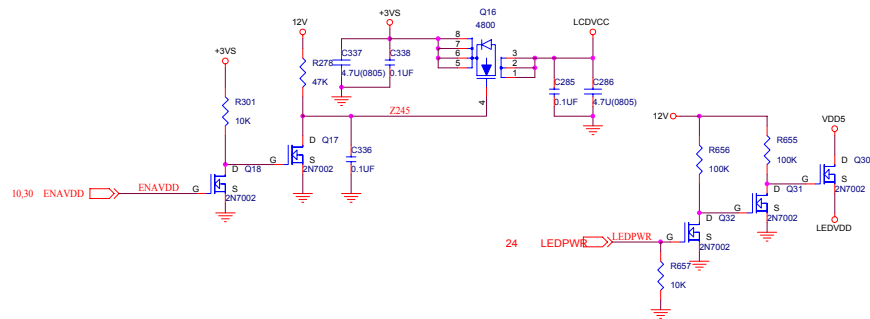 Q16
4800
+3VS
LCDVCC
12V
8
7
6
5
3
2
1
4
C337
4.7U(0805)
C338
0.1UF
R278
47K
+3VS
R301
10K
C285
0.1UF
C286
4.7U(0805)
Z245
D
Q17
G
S
2N7002
C336
0.1UF
D
Q18
G
S
2N7002
10,30 ENAVDD
ENAVDD
12V
VDD5
R656
100K
R655
100K
D
Q30
G
S
2N7002
LEDVDD
D
Q31
G
S
2N7002
D
Q32
G
S
2N7002
24 LEDPWR
LEDPWR
R657
10K